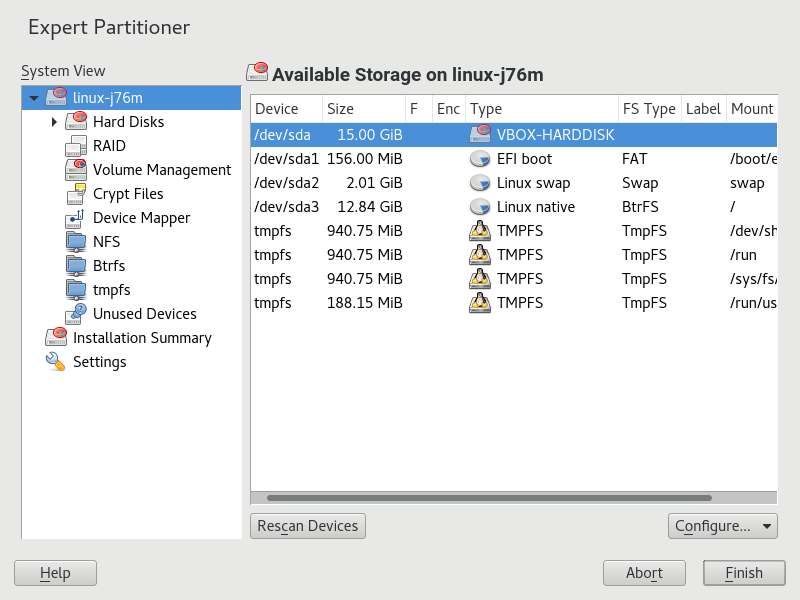 Expert Partitioner
System View
linux-j76m
Hard Disks
RAID
Volume Management
Crypt Files
Device Mapper
NFS
Btrfs
tmpfs
Unused Devices
Installation Summary
Settings
Available Storage on linux-j76m
Device Size F Enc Type FS Type Label Mount
/dev/sda 15.00 GiB VBOX-HARDDISK
/dev/sda1 156.00 MiB EFI boot FAT /boot/e
/dev/sda2 2.01 GiB Linux swap Swap swap
/dev/sda3 12.84 GiB Linux native BtrFS /
tmpfs 940.75 MiB TMPFS TmpFS /dev/sh
tmpfs 940.75 MiB TMPFS TmpFS /run
tmpfs 940.75 MiB TMPFS TmpFS /sys/fs/
tmpfs 188.15 MiB TMPFS TmpFS /run/us
Rescan Devices Configure...
Help Abort Finish